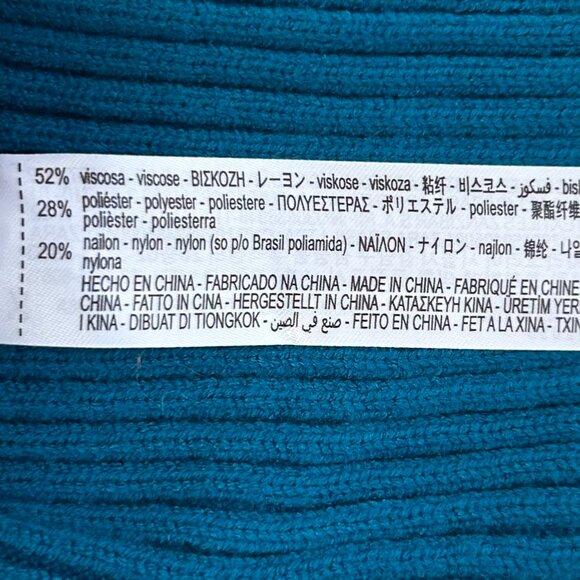 52% viscosa - viscose - ΒΙΣΚΟΖΗ - レーヨン - viskose - viskoza - 粘纤 - 비스코스 - فسكوز -
28% poliéster - polyester - poliestere - ΠΟΛΥΕΣΤΕΡΑΣ - ポリエステル - poliester - 聚酯纤维
polièster - poliesterra
20% nailon - nylon - nylon (so p/o Brasil poliamida) - ΝΑΪΛΟΝ - ナイロン - najlon - 锦纶 -
nylona
HECHO EN CHINA - FABRICADO NA CHINA - MADE IN CHINA - FABRIQUÉ EN CHINE
CHINA - FATTO IN CINA - HERGESTELLT IN CHINA - ΚΑΤΑΣΚΕΥΗ ΚΙΝΑ - ÜRETİM YER
I KINA - DIBUAT DI TIONGKOK - صنع في الصين - FEITO EN CHINA - FET A LA XINA - TXIN